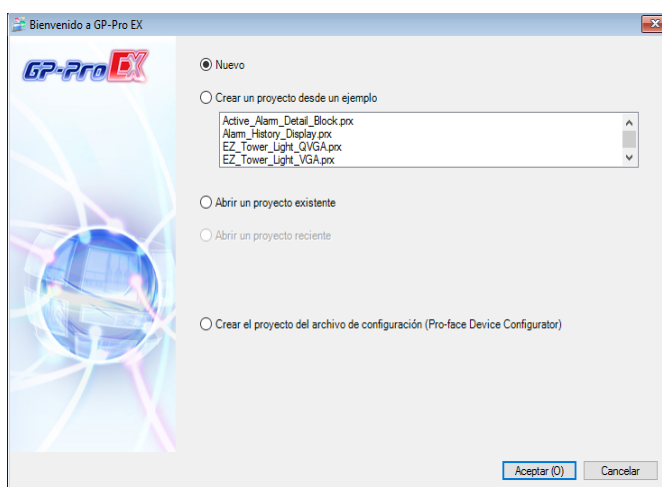 Bienvenido a GP-Pro EX
GP-Pro EX
Nuevo
Crear un proyecto desde un ejemplo
Active_Alarm_Detail_Block.prx
Alarm_History_Display.prx
EZ_Tower_Light_QVGA.prx
EZ_Tower_Light_VGA.prx
Abrir un proyecto existente
Abrir un proyecto reciente
Crear el proyecto del archivo de configuración (Pro-face Device Configurator)
Aceptar (O) Cancelar